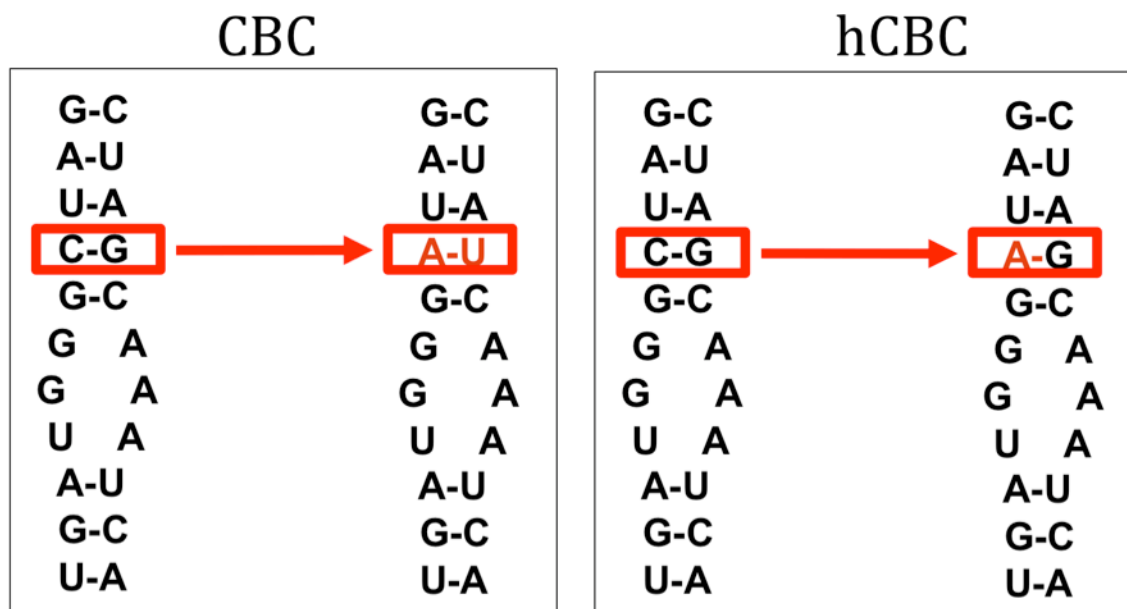 CBC hCBC
G-C G-C G-C G-C
A-U A-U A-U A-U
U-A U-A U-A U-A
C-G A-U C-G A-G
G-C G-C G-C G-C
G A G A G A G A
G A G A G A G A
U A U A U A U A
A-U A-U A-U A-U
G-C G-C G-C G-C
U-A U-A U-A U-A